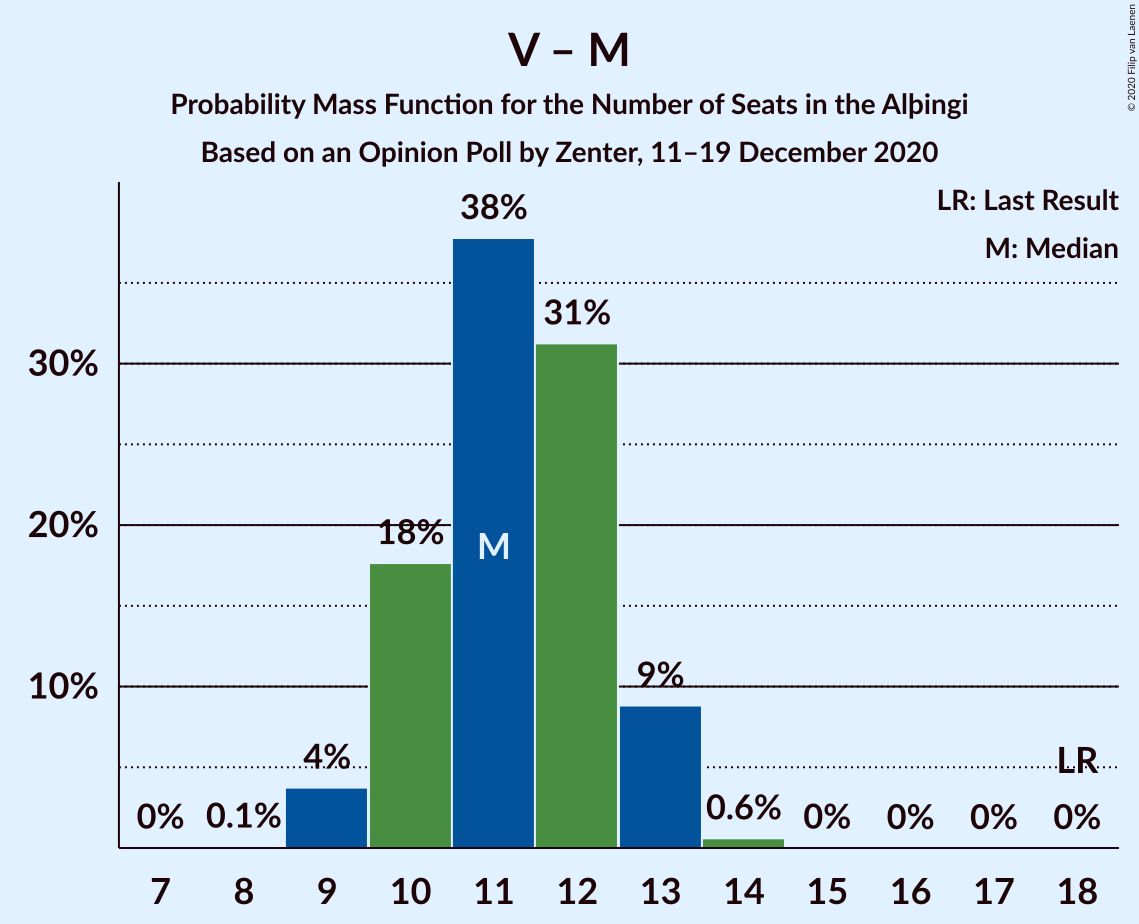 V – M
Probability Mass Function for the Number of Seats in the Alþingi
Based on an Opinion Poll by Zenter, 11–19 December 2020
© 2020 Filip van Laenen
LR: Last Result
M: Median
38%
31%
30%
20%
18%
M
10%
9%
4%
LR
0%
0.1%
0.6%
0%
0%
0%
0%
7 8 9 10 11 12 13 14 15 16 17 18